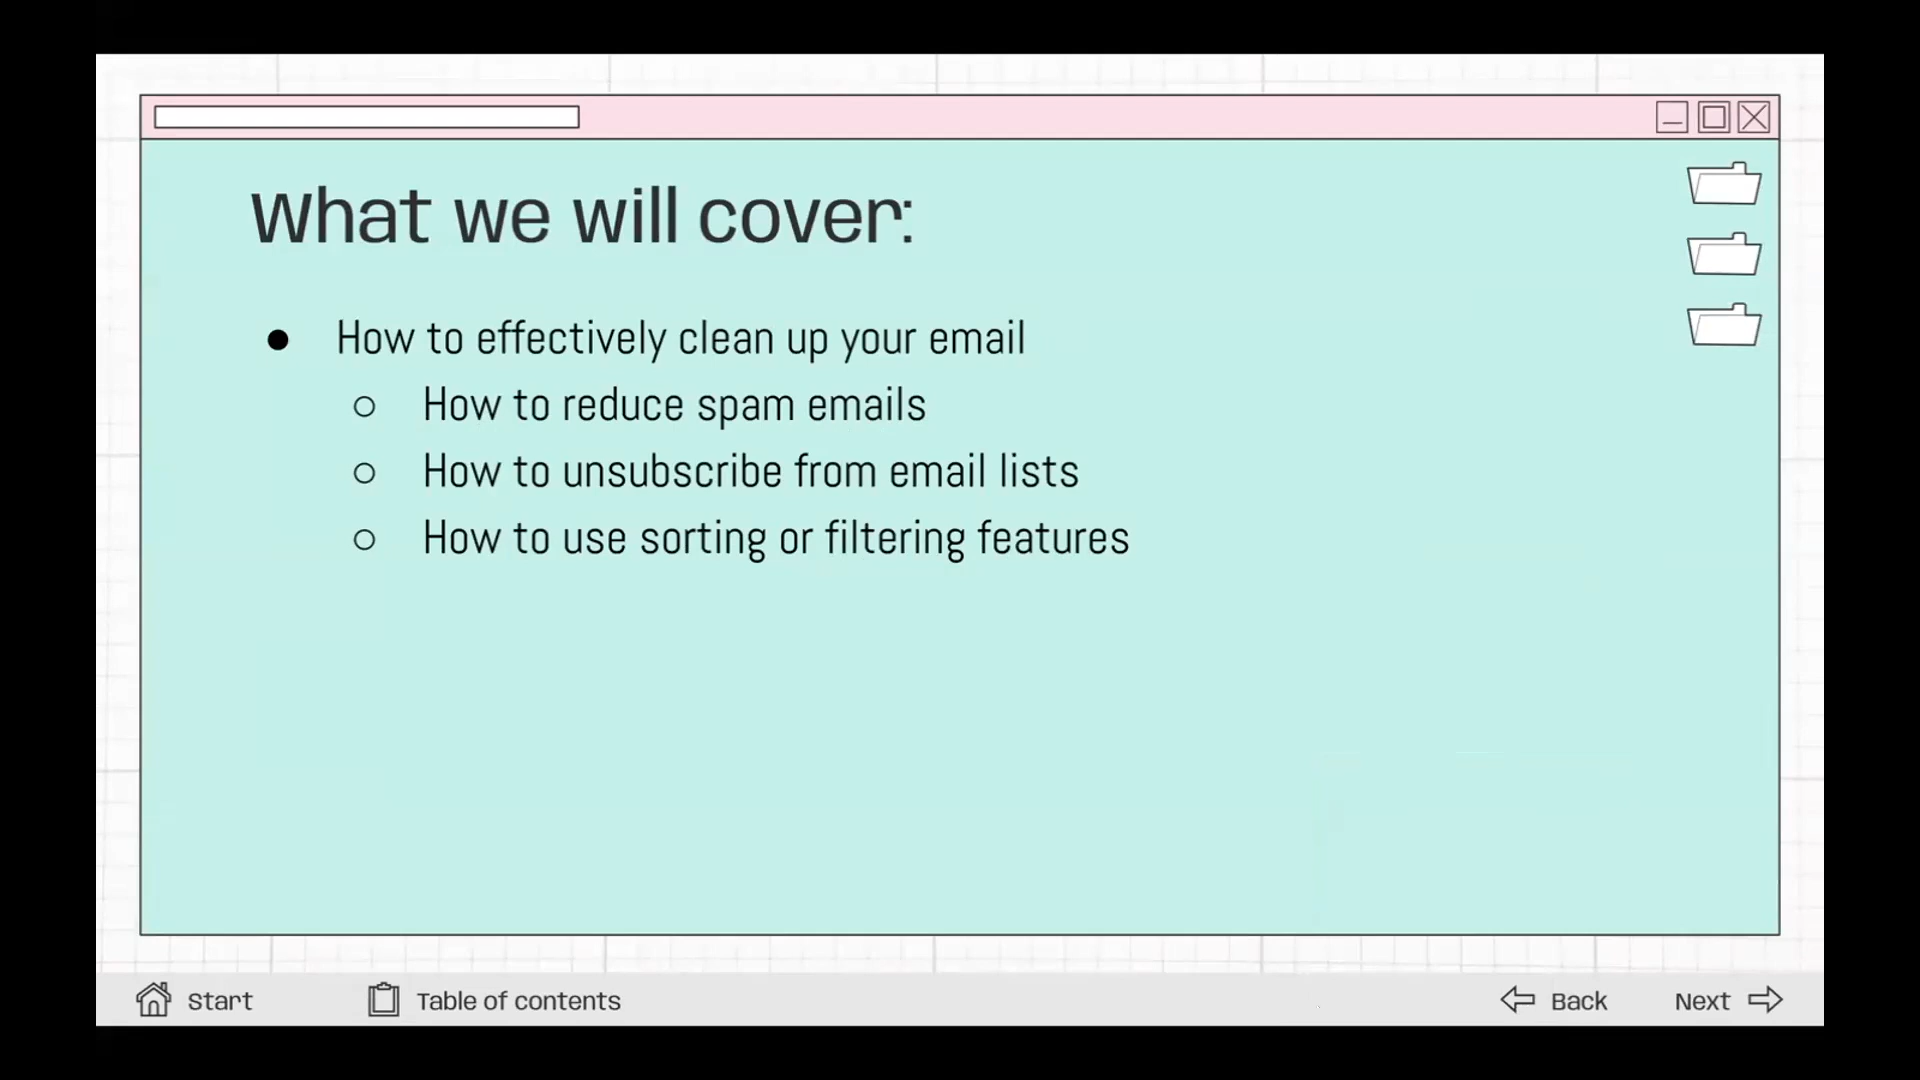 What we will cover:
● How to effectively clean up your email
○ How to reduce spam emails
○ How to unsubscribe from email lists
○ How to use sorting or filtering features
Start
Table of contents
Back
Next